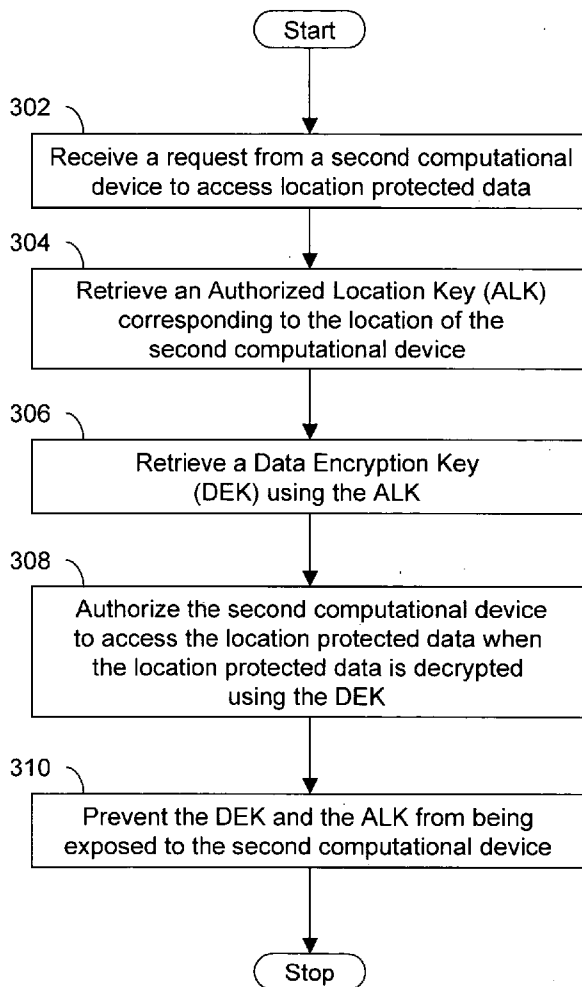 Start
302
Receive a request from a second computational
device to access location protected data
304
Retrieve an Authorized Location Key (ALK)
corresponding to the location of the
second computational device
306
Retrieve a Data Encryption Key
(DEK) using the ALK
308
Authorize the second computational device
to access the location protected data when
the location protected data is decrypted
using the DEK
310
Prevent the DEK and the ALK from being
exposed to the second computational device
Stop